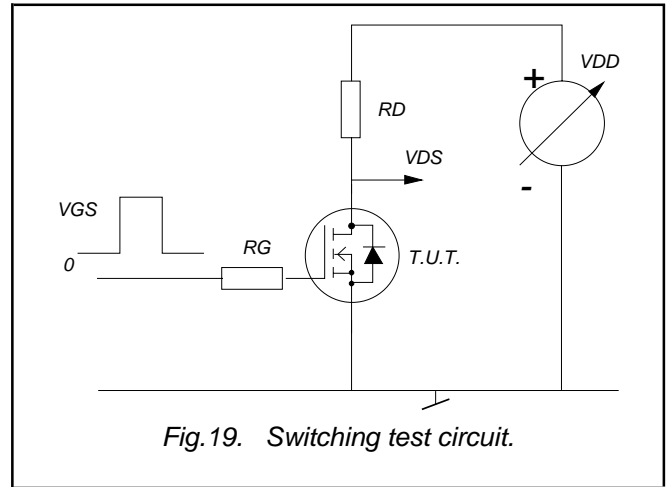 +
VDD
RD
VDS
-
VGS
RG
T.U.T.
0
Fig.19. Switching test circuit.